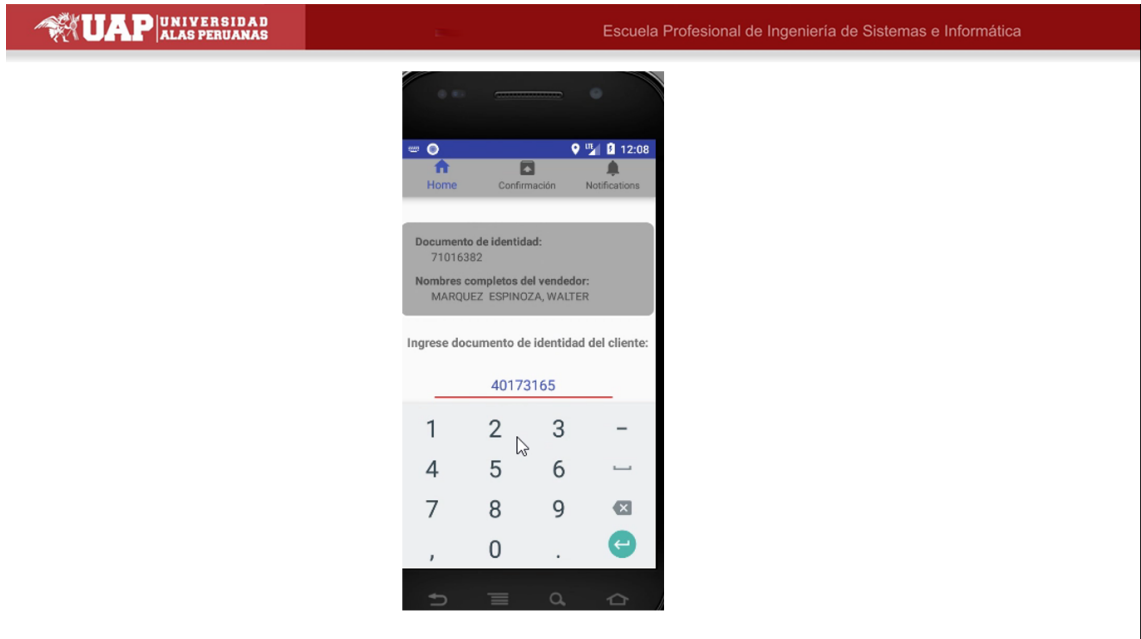 UAP UNIVERSIDAD
ALAS PERUANAS
Escuela Profesional de Ingeniería de Sistemas e Informática
12:08
Home Confirmación Notifications
Documento de identidad:
71016382
Nombres completos del vendedor:
MARQUEZ ESPINOZA, WALTER
Ingrese documento de identidad del cliente:
40173165
1 2 3 -
4 5 6
7 8 9
, 0 .